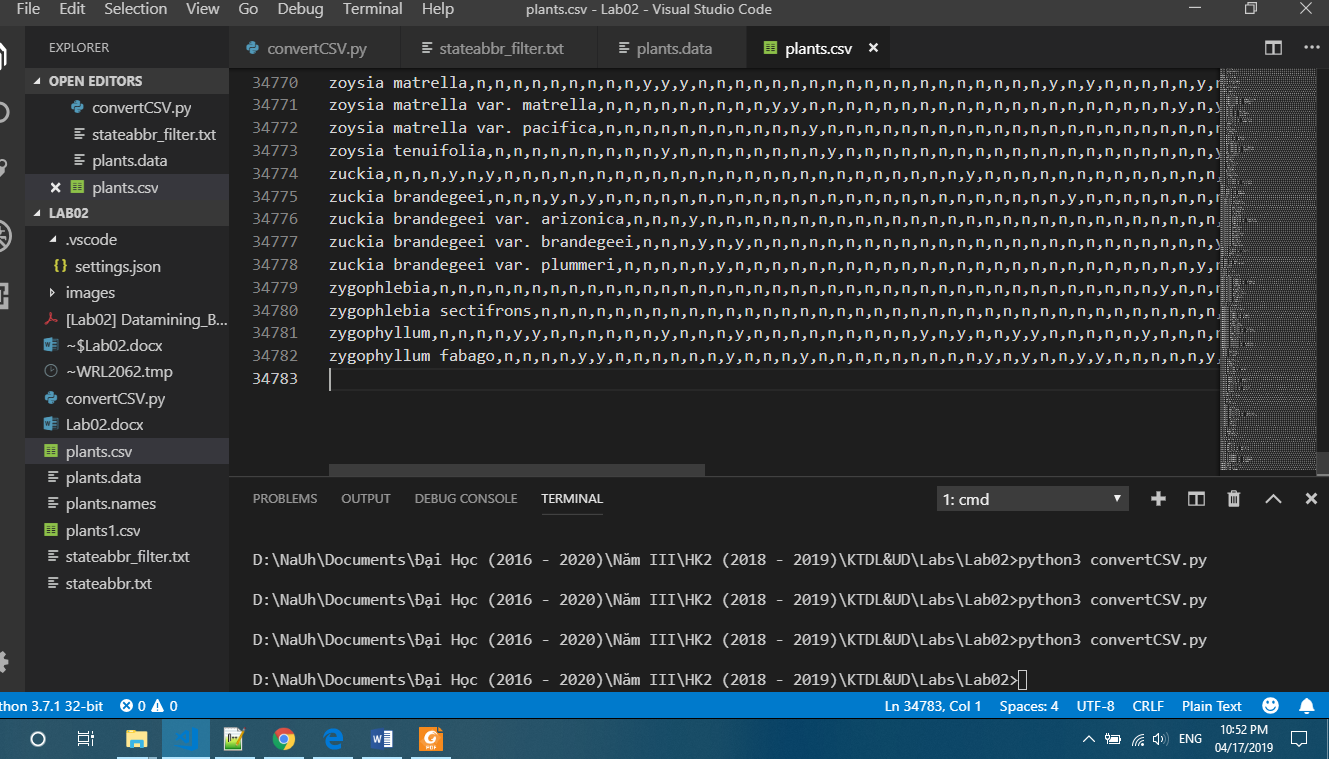 File Edit Selection View Go Debug Terminal Help plants.csv - Lab02 - Visual Studio Code
EXPLORER
OPEN EDITORS
convertCSV.py
stateabbr_filter.txt
plants.data
plants.csv
LAB02
.vscode
settings.json
images
[Lab02] Datamining_B...
~$Lab02.docx
~WRL2062.tmp
convertCSV.py
Lab02.docx
plants.csv
plants.data
plants.names
plants1.csv
stateabbr_filter.txt
stateabbr.txt
convertCSV.py stateabbr_filter.txt plants.data plants.csv
34770 zoysia matrella,n,n,n,n,n,n,n,n,n,y,y,y,n,n,n,n,n,n,n,n,n,n,n,n,n,n,n,n,n,n,n,y,n,y,n,n,n,n,n,y,n
34771 zoysia matrella var. matrella,n,n,n,n,n,n,n,n,n,y,y,n,n,n,n,n,n,n,n,n,n,n,n,n,n,n,n,n,n,n,n,y,n,y,
34772 zoysia matrella var. pacifica,n,n,n,n,n,n,n,n,n,n,n,y,n,n,n,n,n,n,n,n,n,n,n,n,n,n,n,n,n,n,n,n,n,n
34773 zoysia tenuifolia,n,n,n,n,n,n,n,n,n,y,n,n,n,n,n,n,n,n,y,n,n,n,n,n,n,n,n,n,n,n,n,n,n,n,n,n,n,n,n,y
34774 zuckia,n,n,n,y,n,y,n,n,n,n,n,n,n,n,n,n,n,n,n,n,n,n,n,n,n,n,n,n,n,n,n,y,n,n,n,n,n,n,n,n,n,n,n,n,n,
34775 zuckia brandegeei,n,n,n,y,n,y,n,n,n,n,n,n,n,n,n,n,n,n,n,n,n,n,n,n,n,n,n,n,n,n,n,y,n,n,n,n,n,n,n,n
34776 zuckia brandegeei var. arizonica,n,n,n,y,n,n,n,n,n,n,n,n,n,n,n,n,n,n,n,n,n,n,n,n,n,n,n,n,n,n,n,n,
34777 zuckia brandegeei var. brandegeei,n,n,n,y,n,y,n,n,n,n,n,n,n,n,n,n,n,n,n,n,n,n,n,n,n,n,n,n,n,n,n,y
34778 zuckia brandegeei var. plummeri,n,n,n,n,n,y,n,n,n,n,n,n,n,n,n,n,n,n,n,n,n,n,n,n,n,n,n,n,n,n,n,y,n
34779 zygophlebia,n,n,n,n,n,n,n,n,n,n,n,n,n,n,n,n,n,n,n,n,n,n,n,n,n,n,n,n,n,n,n,n,n,n,n,n,n,n,n,y,n,n,n
34780 zygophlebia sectifrons,n,n,n,n,n,n,n,n,n,n,n,n,n,n,n,n,n,n,n,n,n,n,n,n,n,n,n,n,n,n,n,n,n,n,n,n,n,
34781 zygophyllum,n,n,n,n,y,y,n,n,n,n,n,n,y,n,n,n,y,n,n,n,n,n,n,n,n,n,y,n,y,n,n,y,y,n,n,n,n,n,y,n,n,n,n
34782 zygophyllum fabago,n,n,n,n,y,y,n,n,n,n,n,n,y,n,n,n,y,n,n,n,n,n,n,n,n,n,y,n,y,n,n,y,y,n,n,n,n,n,y,
34783
PROBLEMS OUTPUT DEBUG CONSOLE TERMINAL 1: cmd
D:\NaUh\Documents\Đại Học (2016 - 2020)\Năm III\HK2 (2018 - 2019)\KTDL&UD\Labs\Lab02>python3 convertCSV.py
D:\NaUh\Documents\Đại Học (2016 - 2020)\Năm III\HK2 (2018 - 2019)\KTDL&UD\Labs\Lab02>python3 convertCSV.py
D:\NaUh\Documents\Đại Học (2016 - 2020)\Năm III\HK2 (2018 - 2019)\KTDL&UD\Labs\Lab02>python3 convertCSV.py
D:\NaUh\Documents\Đại Học (2016 - 2020)\Năm III\HK2 (2018 - 2019)\KTDL&UD\Labs\Lab02>
thon 3.7.1 32-bit 0 0 Ln 34783, Col 1 Spaces: 4 UTF-8 CRLF Plain Text
ENG 10:52 PM
04/17/2019